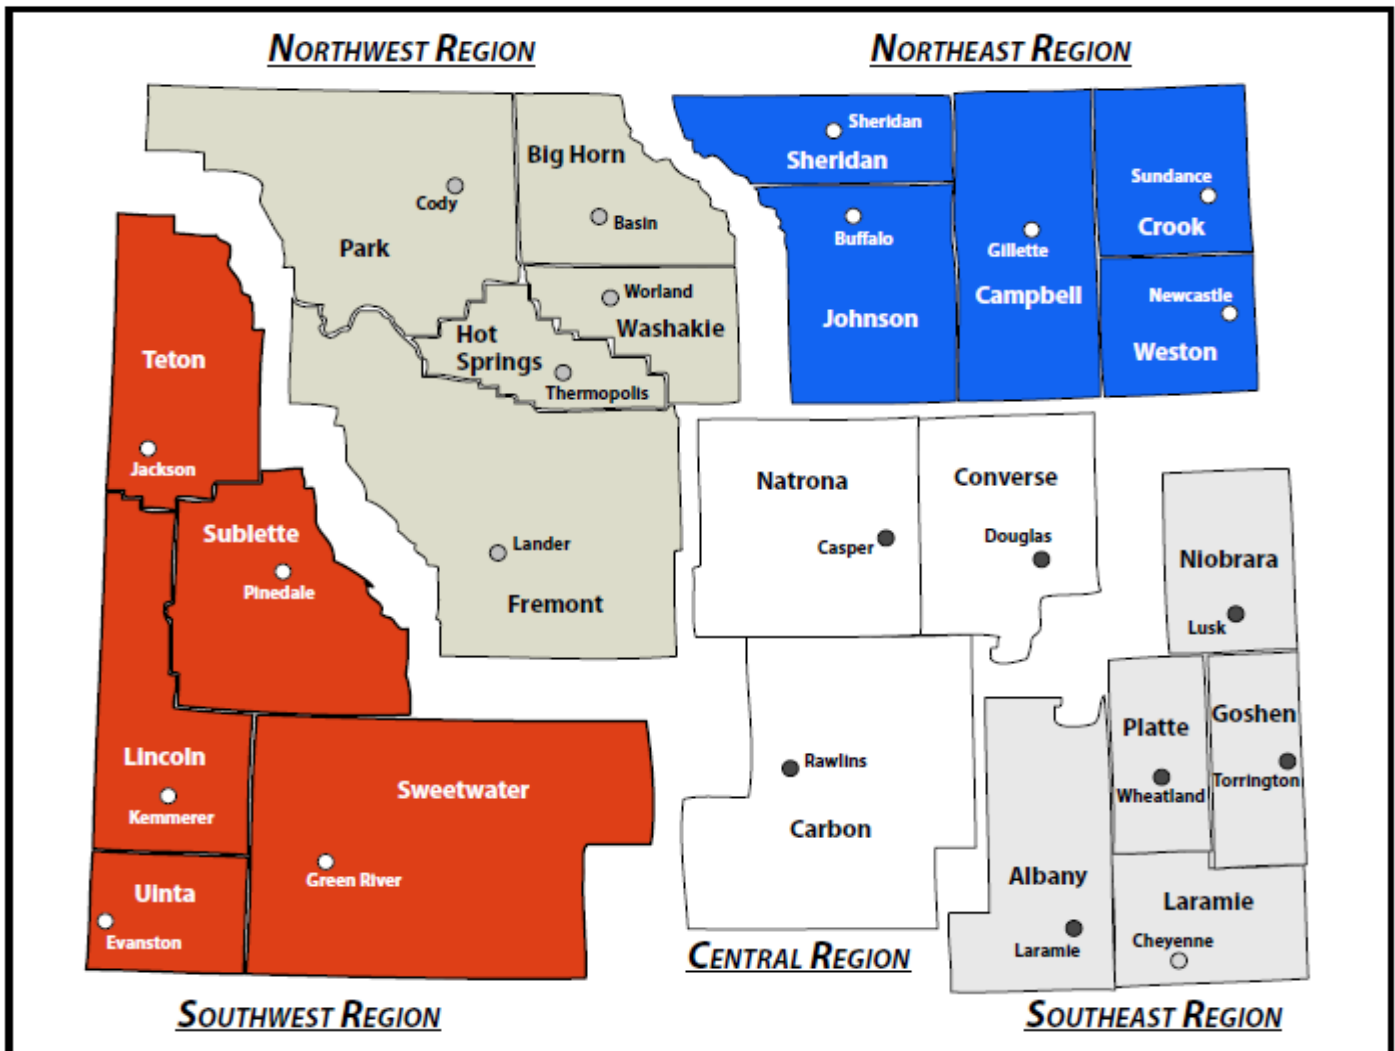 NORTHWEST REGION
NORTHEAST REGION
Sheridan
Sheridan
Big Horn
Sundance
Cody
Basin
Buffalo
Crook
Park
Gillette
Worland
Campbell
Newcastle
Johnson
Washakie
Hot
Springs
Weston
Teton
Thermopolis
Jackson
Natrona
Converse
Sublette
Lander
Casper
Douglas
Niobrara
Pinedale
Fremont
Lusk
Goshen
Platte
Lincoln
Rawlins
Sweetwater
Torrington
Wheatland
Kemmerer
Carbon
Green River
Albany
Uinta
Laramie
Evanston
Laramie
Cheyenne
CENTRAL REGION
SOUTHWEST REGION
SOUTHEAST REGION